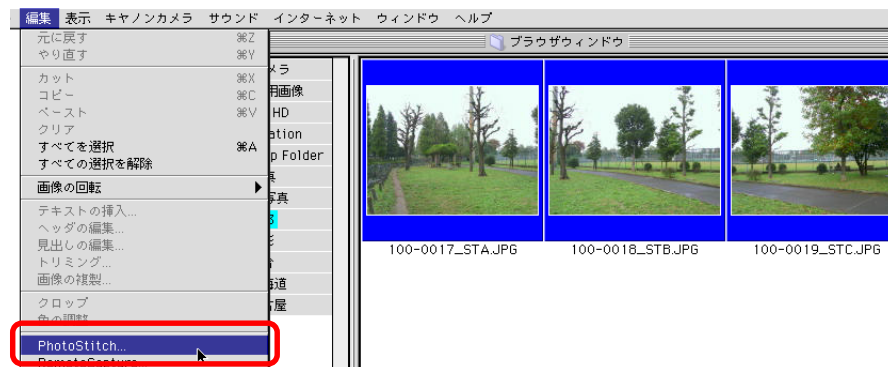 編集 表示 キヤノンカメラ サウンド インターネット ウィンドウ ヘルプ
元に戻す ⌘Z
やり直す ⌘Y
カット ⌘X
コピー ⌘C
ペースト ⌘V
クリア
すべてを選択 ⌘A
すべての選択を解除
画像の回転
テキストの挿入...
ヘッダの編集...
見出しの編集...
トリミング...
画像の複製...
クロップ
色の調整
PhotoStitch...
RemoteCapture
ブラウザウィンドウ
メラ
用画像
HD
ation
p Folder
真
写真
る
道
屋
100-0017_STA.JPG 100-0018_STB.JPG 100-0019_STC.JPG